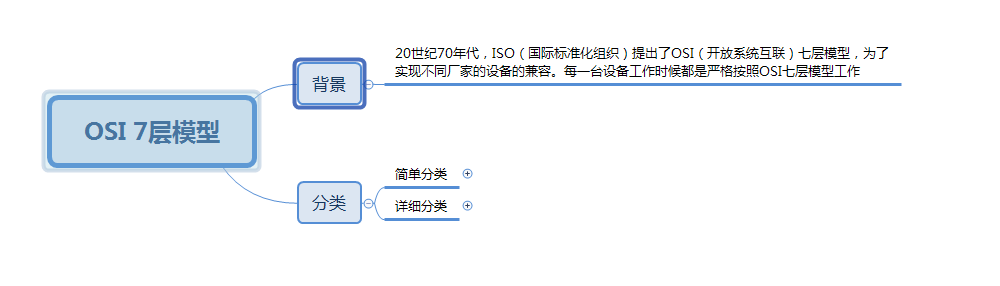 20世纪70年代，ISO（国际标准化组织）提出了OSI（开放系统互联）七层模型，为了
实现不同厂家的设备的兼容。每一台设备工作时候都是严格按照OSI七层模型工作
背景
OSI 7层模型
简单分类
分类
详细分类